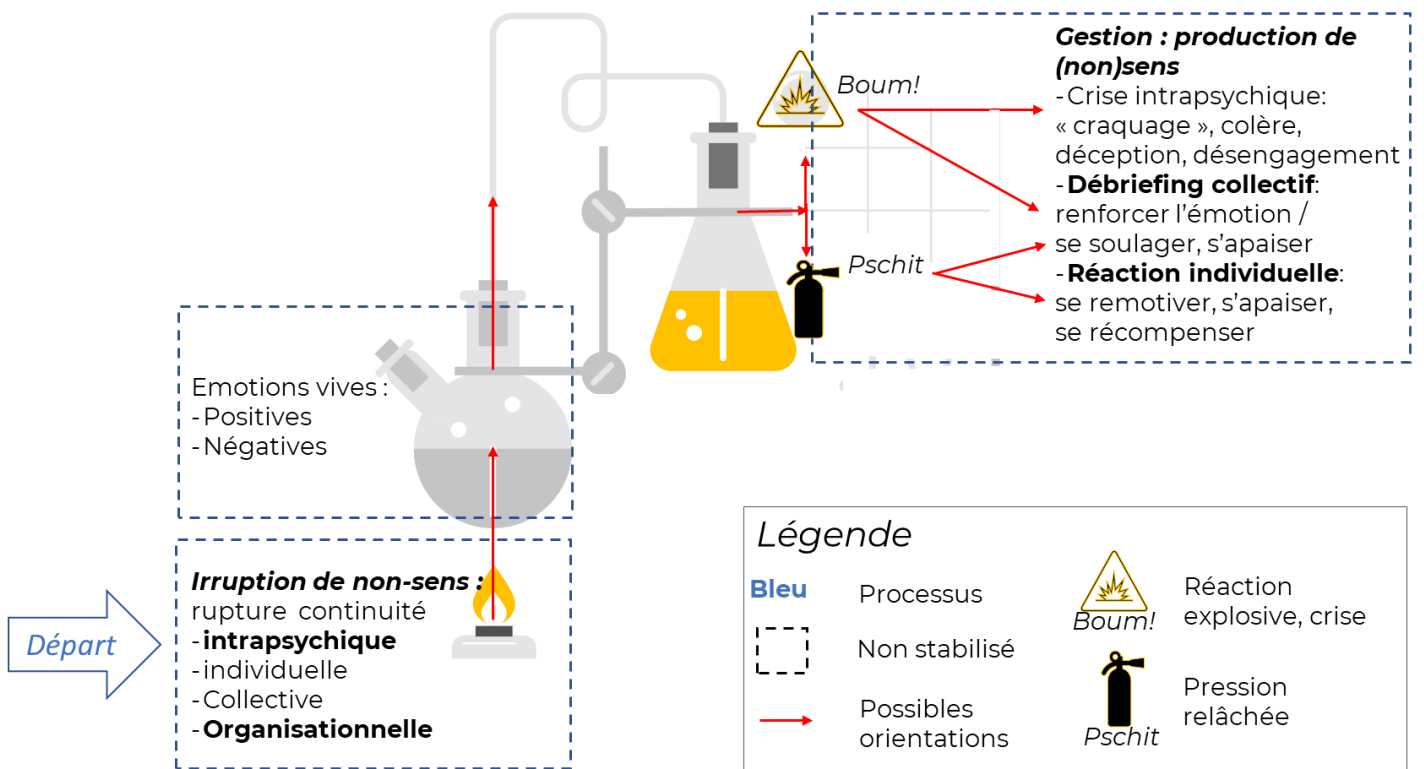 Gestion : production de
(non)sens
-Crise intrapsychique:
« craquage », colère,
déception, désengagement
-Débriefing collectif:
renforcer l’émotion /
se soulager, s’apaiser
-Réaction individuelle:
se remotiver, s’apaiser,
se récompenser
Boum!
Pschit
Emotions vives :
-Positives
-Négatives
Irruption de non-sens :
rupture continuité
-intrapsychique
-individuelle
-Collective
-Organisationnelle
Départ
Légende
Bleu Processus
Non stabilisé
Possibles
orientations
Boum!
Réaction
explosive, crise
Pschit
Pression
relâchée